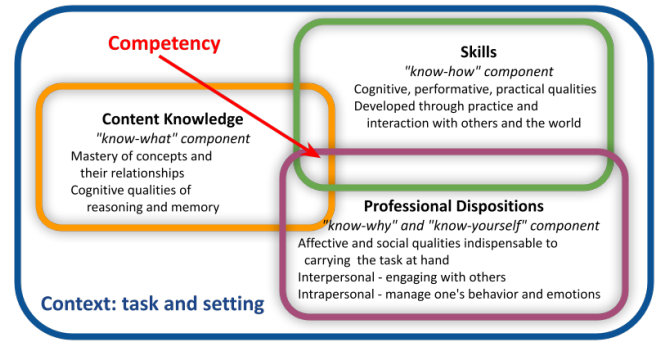 Competency
Skills
"know-how" component
Cognitive, performative, practical qualities
Developed through practice and
interaction with others and the world
Content Knowledge
"know-what" component
Mastery of concepts and
their relationships
Cognitive qualities of
reasoning and memory
Professional Dispositions
"know-why" and "know-yourself" component
Affective and social qualities indispensable to
carrying the task at hand
Interpersonal - engaging with others
Intrapersonal - manage one's behavior and emotions
Context: task and setting